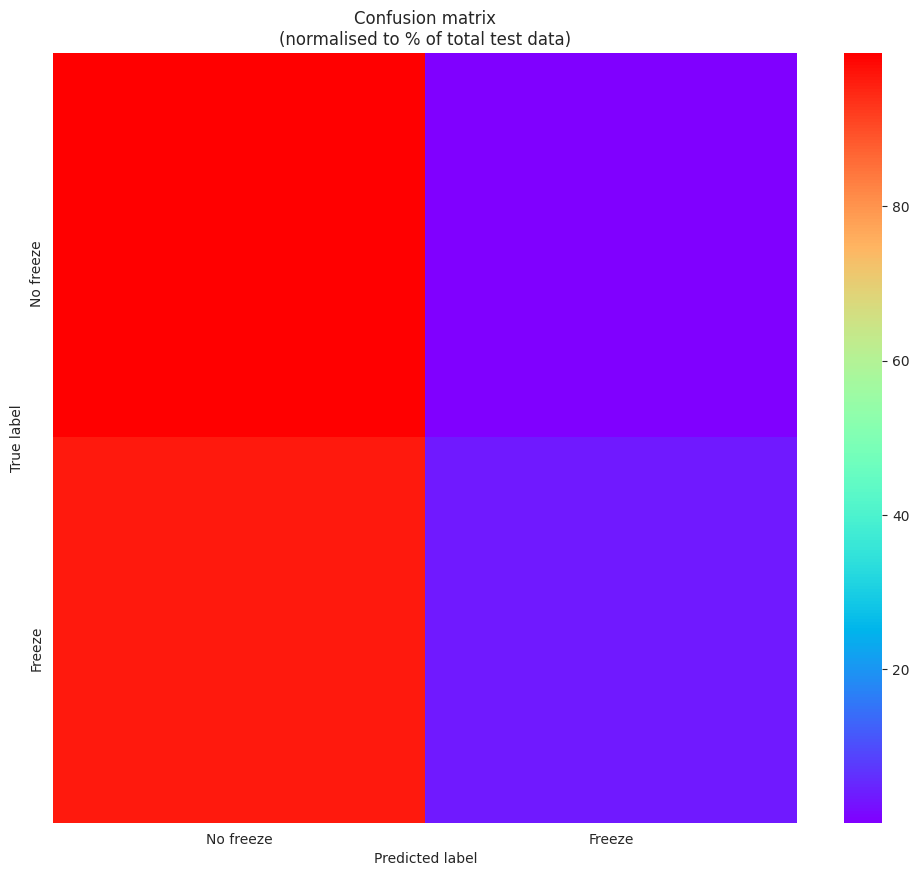 Confusion matrix
(normalised to % of total test data)
No freeze
Freeze
True label
No freeze
Freeze
Predicted label
80
60
40
20